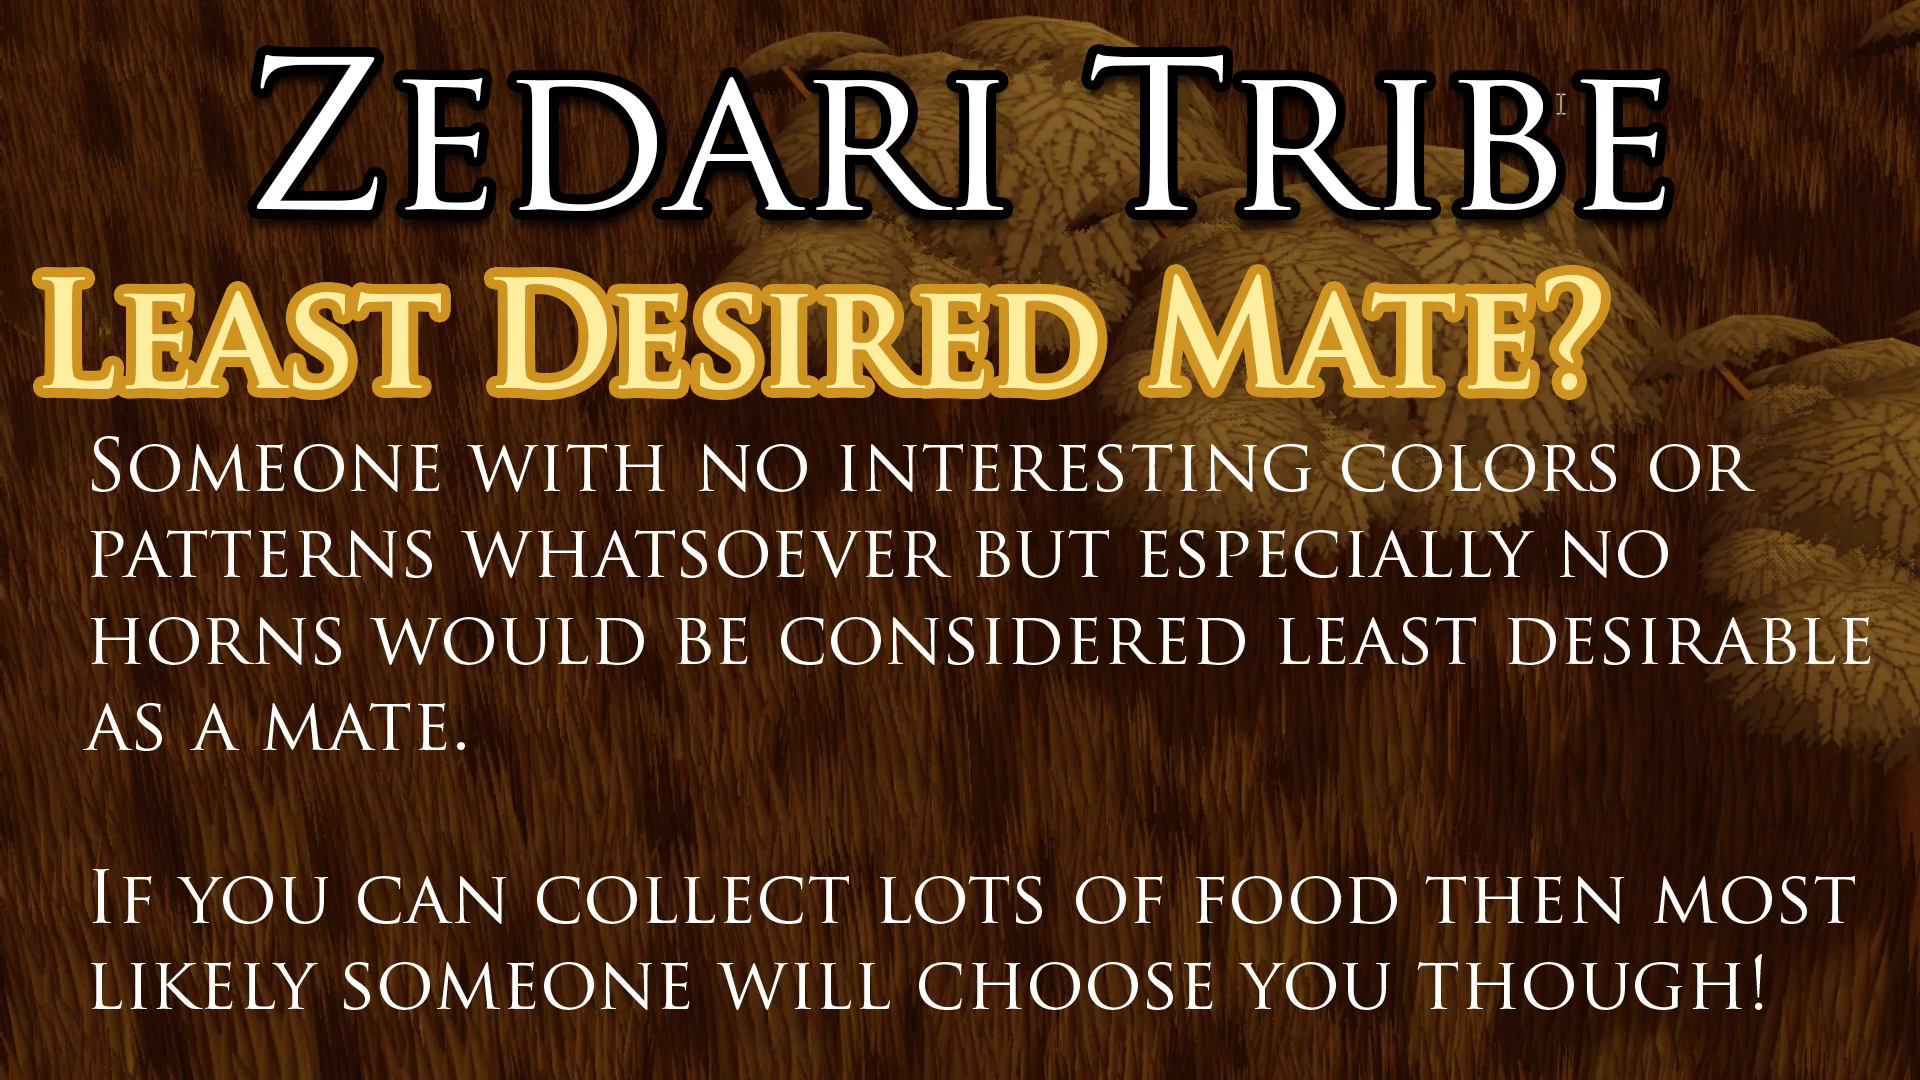 Zedari Tribe
Least Desired Mate?
Someone with no interesting colors or
patterns whatsoever but especially no
horns would be considered least desirable
as a mate.
If you can collect lots of food then most
likely someone will choose you though!